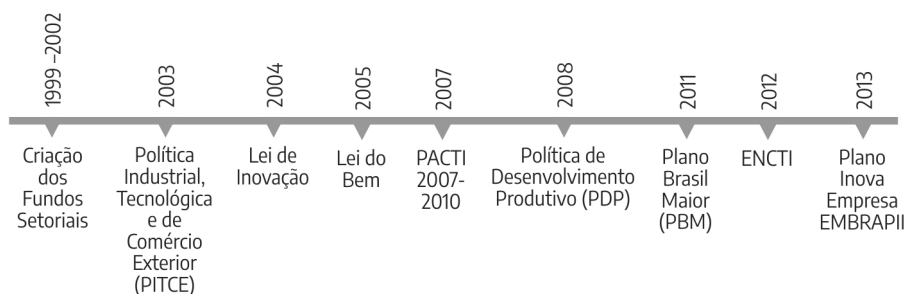 1999 –2002
Criação
dos
Fundos
Setoriais
2003
Política
Industrial,
Tecnológica
e de
Comércio
Exterior
(PITCE)
2004
Lei de
Inovação
2005
Lei do
Bem
2007
PACTI
2007-
2010
2008
Política de
Desenvolvimento
Produtivo (PDP)
2011
Plano
Brasil
Maior
(PBM)
2012
ENCTI
2013
Plano
Inova
Empresa
EMBRAPII